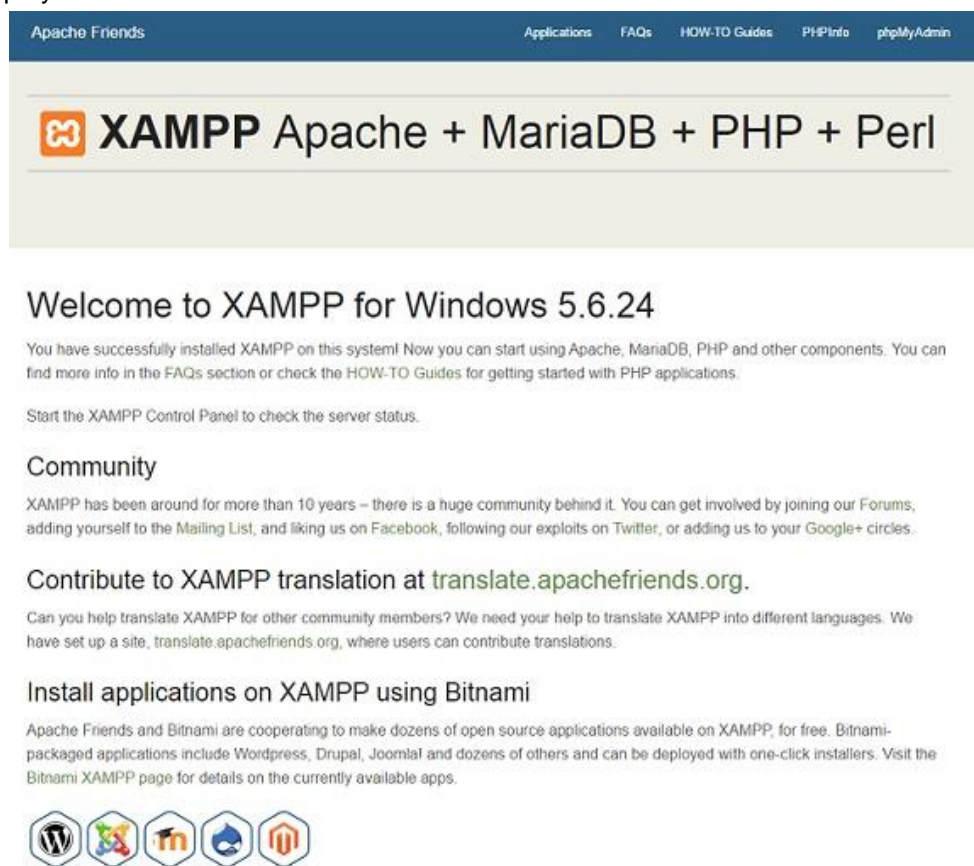 Apache Friends Applications FAQs HOW-TO Guides PHPInfo phpMyAdmin
XAMPP Apache + MariaDB + PHP + Perl
Welcome to XAMPP for Windows 5.6.24
You have successfully installed XAMPP on this system! Now you can start using Apache, MariaDB, PHP and other components. You can
find more info in the FAQs section or check the HOW-TO Guides for getting started with PHP applications.
Start the XAMPP Control Panel to check the server status.
Community
XAMPP has been around for more than 10 years – there is a huge community behind it. You can get involved by joining our Forums,
adding yourself to the Mailing List, and liking us on Facebook, following our exploits on Twitter, or adding us to your Google+ circles.
Contribute to XAMPP translation at translate.apachefriends.org.
Can you help translate XAMPP for other community members? We need your help to translate XAMPP into different languages. We
have set up a site, translate.apachefriends.org, where users can contribute translations.
Install applications on XAMPP using Bitnami
Apache Friends and Bitnami are cooperating to make dozens of open source applications available on XAMPP, for free. Bitnami-
packaged applications include Wordpress, Drupal, Joomla! and dozens of others and can be deployed with one-click installers. Visit the
Bitnami XAMPP page for details on the currently available apps.